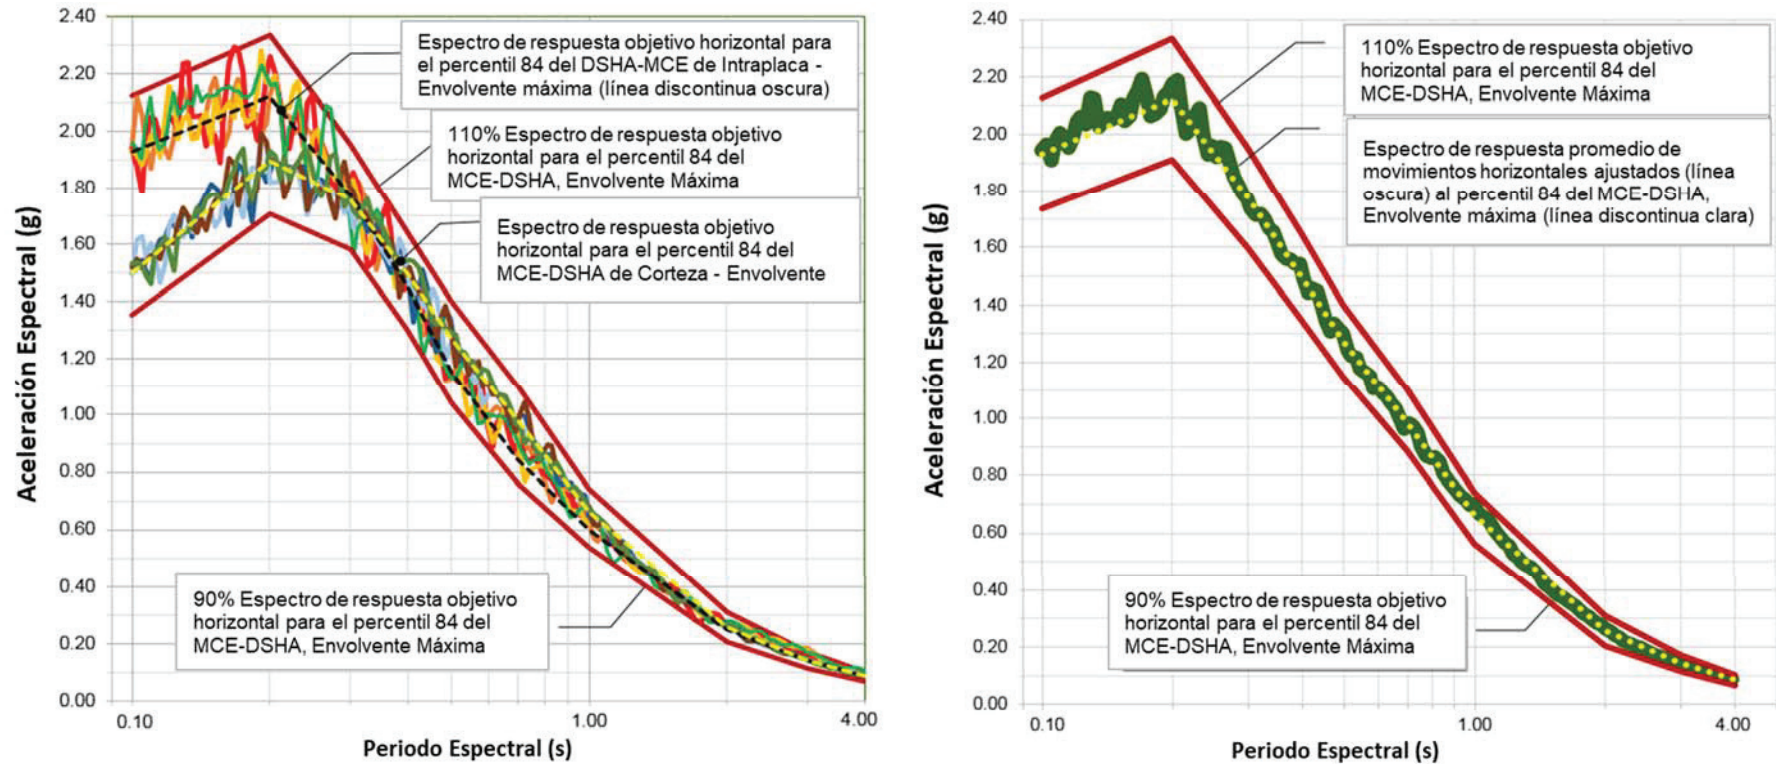 2.40
2.20
2.00
1.80
1.60
1.40
1.20
1.00
0.80
0.60
0.40
0.20
0.00
Aceleración Espectral (g)
0.10
1.00
4.00
Periodo Espectral (s)
Espectro de respuesta objetivo horizontal para
el percentil 84 del DSHA-MCE de Intraplaca -
Envolvente máxima (línea discontinua oscura)
110% Espectro de respuesta objetivo
horizontal para el percentil 84 del
MCE-DSHA, Envolvente Máxima
Espectro de respuesta objetivo
horizontal para el percentil 84 del
MCE-DSHA de Corteza - Envolvente
90% Espectro de respuesta objetivo
horizontal para el percentil 84 del
MCE-DSHA, Envolvente Máxima
2.40
2.20
2.00
1.80
1.60
1.40
1.20
1.00
0.80
0.60
0.40
0.20
0.00
Aceleración Espectral (g)
0.10
1.00
4.00
Periodo Espectral (s)
110% Espectro de respuesta objetivo
horizontal para el percentil 84 del
MCE-DSHA, Envolvente Máxima
Espectro de respuesta promedio de
movimientos horizontales ajustados (línea
oscura) al percentil 84 del MCE-DSHA,
Envolvente máxima (línea discontinua clara)
90% Espectro de respuesta objetivo
horizontal para el percentil 84 del
MCE-DSHA, Envolvente Máxima